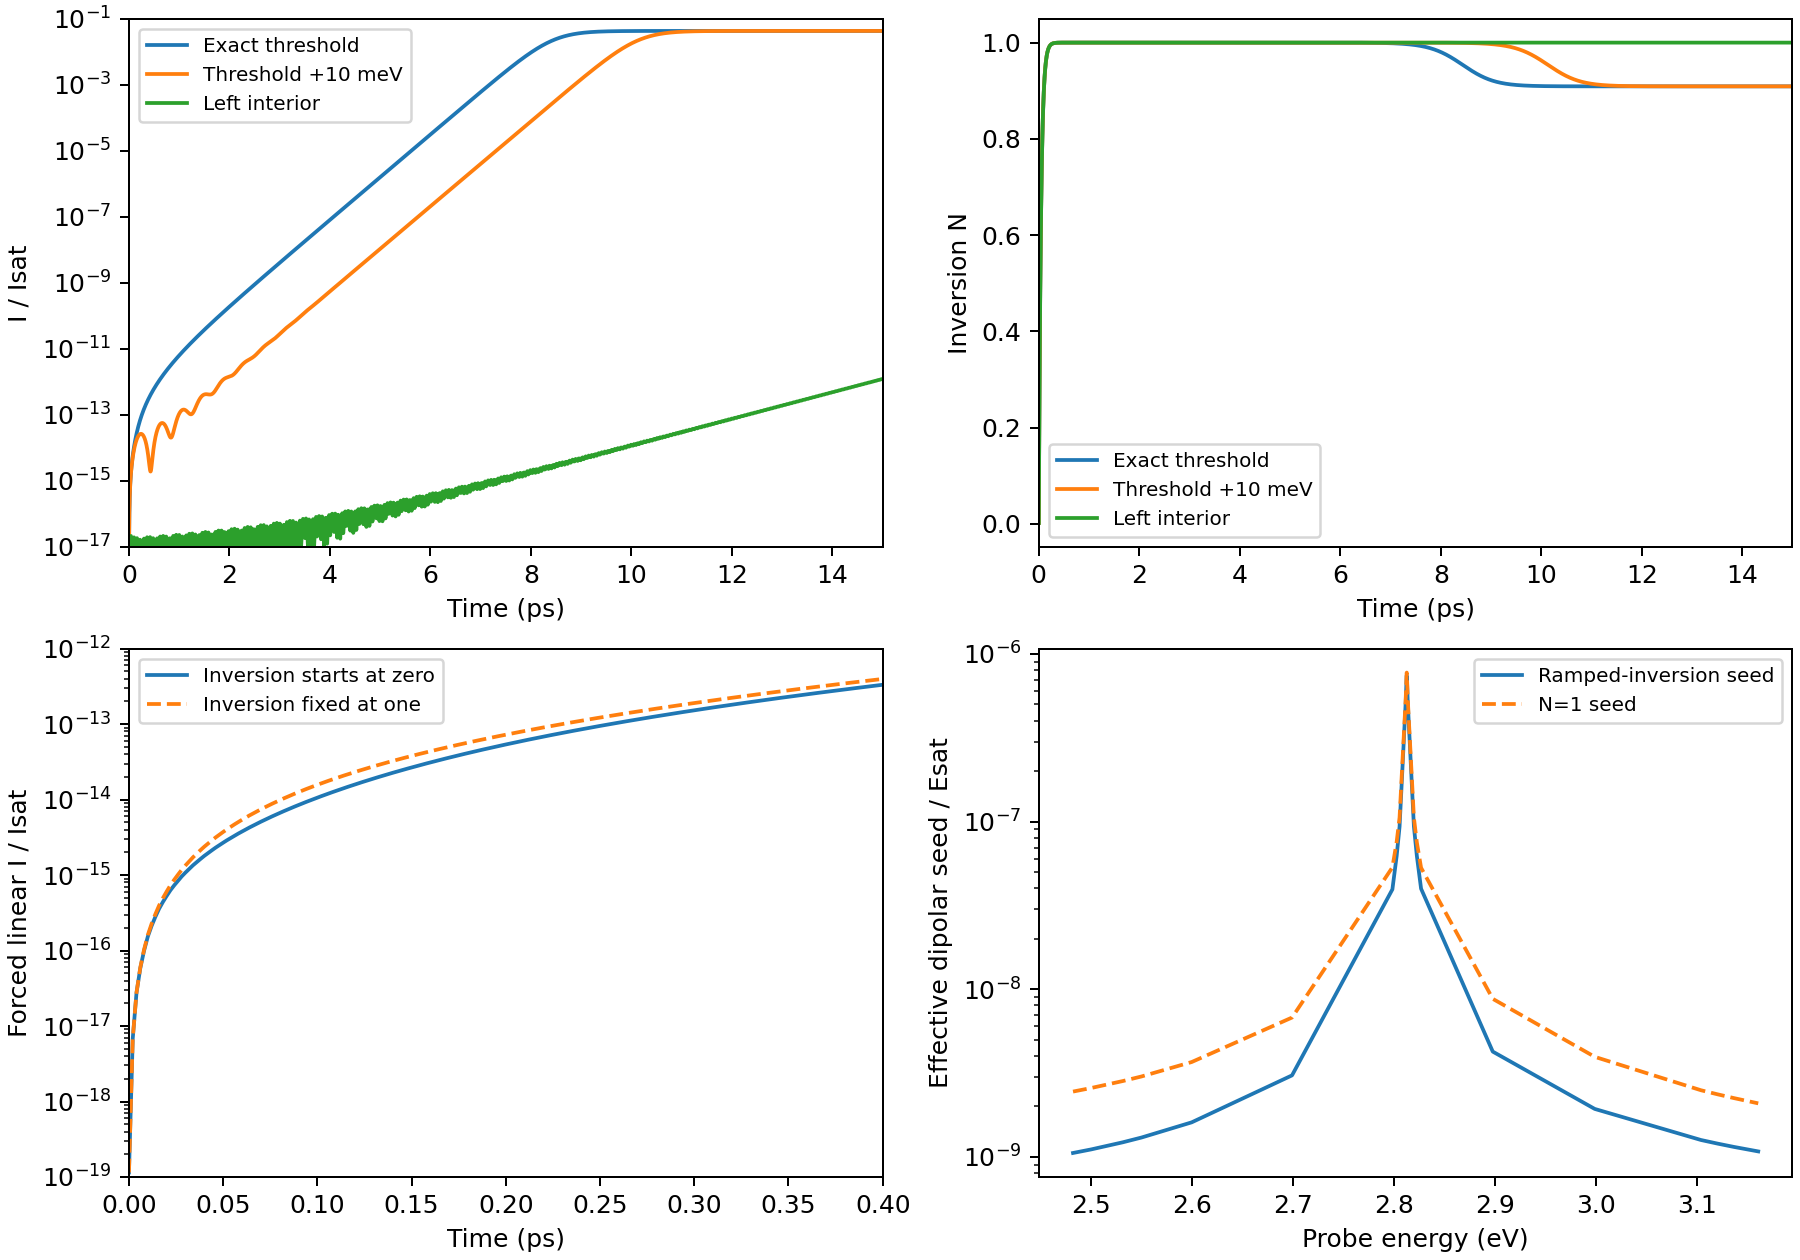 I / Isat
10⁻¹
10⁻³
10⁻⁵
10⁻⁷
10⁻⁹
10⁻¹¹
10⁻¹³
10⁻¹⁵
10⁻¹⁷
Exact threshold
Threshold +10 meV
Left interior
0 2 4 6 8 10 12 14
Time (ps)
Inversion N
1.0
0.8
0.6
0.4
0.2
0.0
Exact threshold
Threshold +10 meV
Left interior
0 2 4 6 8 10 12 14
Time (ps)
Forced linear I / Isat
10⁻¹²
10⁻¹³
10⁻¹⁴
10⁻¹⁵
10⁻¹⁶
10⁻¹⁷
10⁻¹⁸
10⁻¹⁹
Inversion starts at zero
Inversion fixed at one
0.00 0.05 0.10 0.15 0.20 0.25 0.30 0.35 0.40
Time (ps)
Effective dipolar seed / Esat
10⁻⁶
10⁻⁷
10⁻⁸
10⁻⁹
Ramped-inversion seed
N=1 seed
2.5 2.6 2.7 2.8 2.9 3.0 3.1
Probe energy (eV)